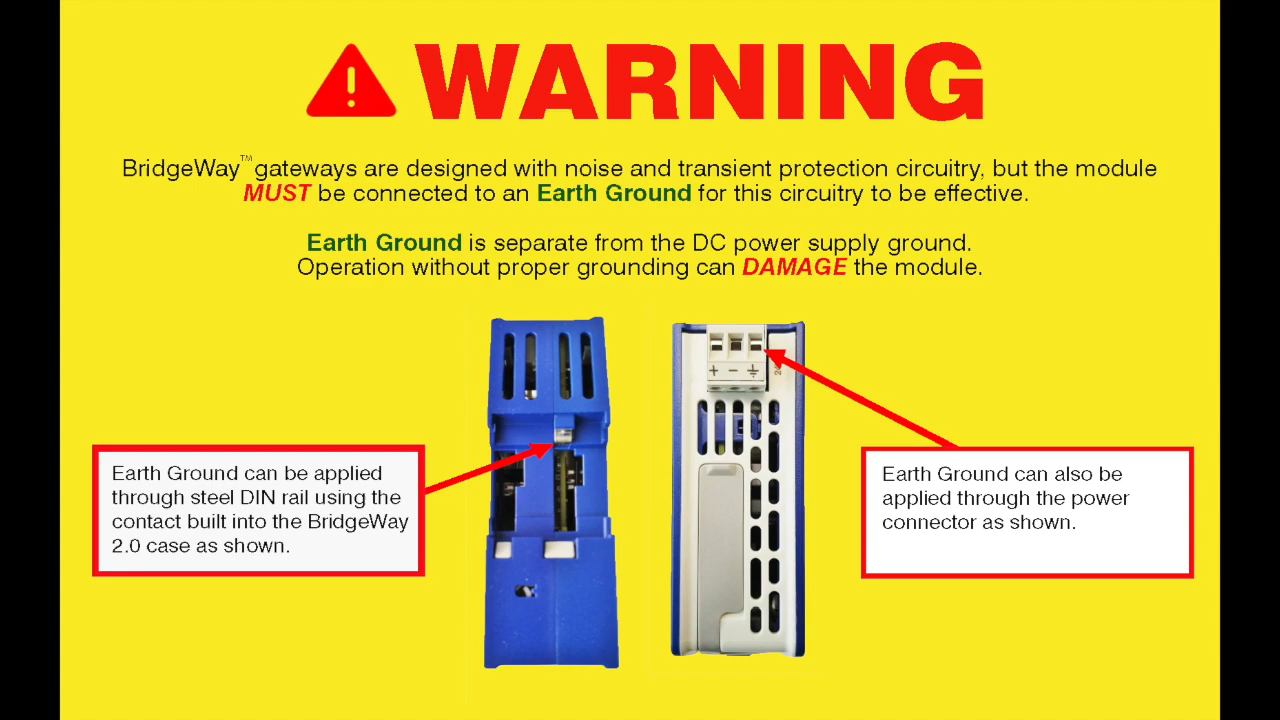 WARNING
BridgeWay™ gateways are designed with noise and transient protection circuitry, but the module
MUST be connected to an Earth Ground for this circuitry to be effective.
Earth Ground is separate from the DC power supply ground.
Operation without proper grounding can DAMAGE the module.
+ − ⏚
Earth Ground can be applied
through steel DIN rail using the
contact built into the BridgeWay
2.0 case as shown.
Earth Ground can also be
applied through the power
connector as shown.